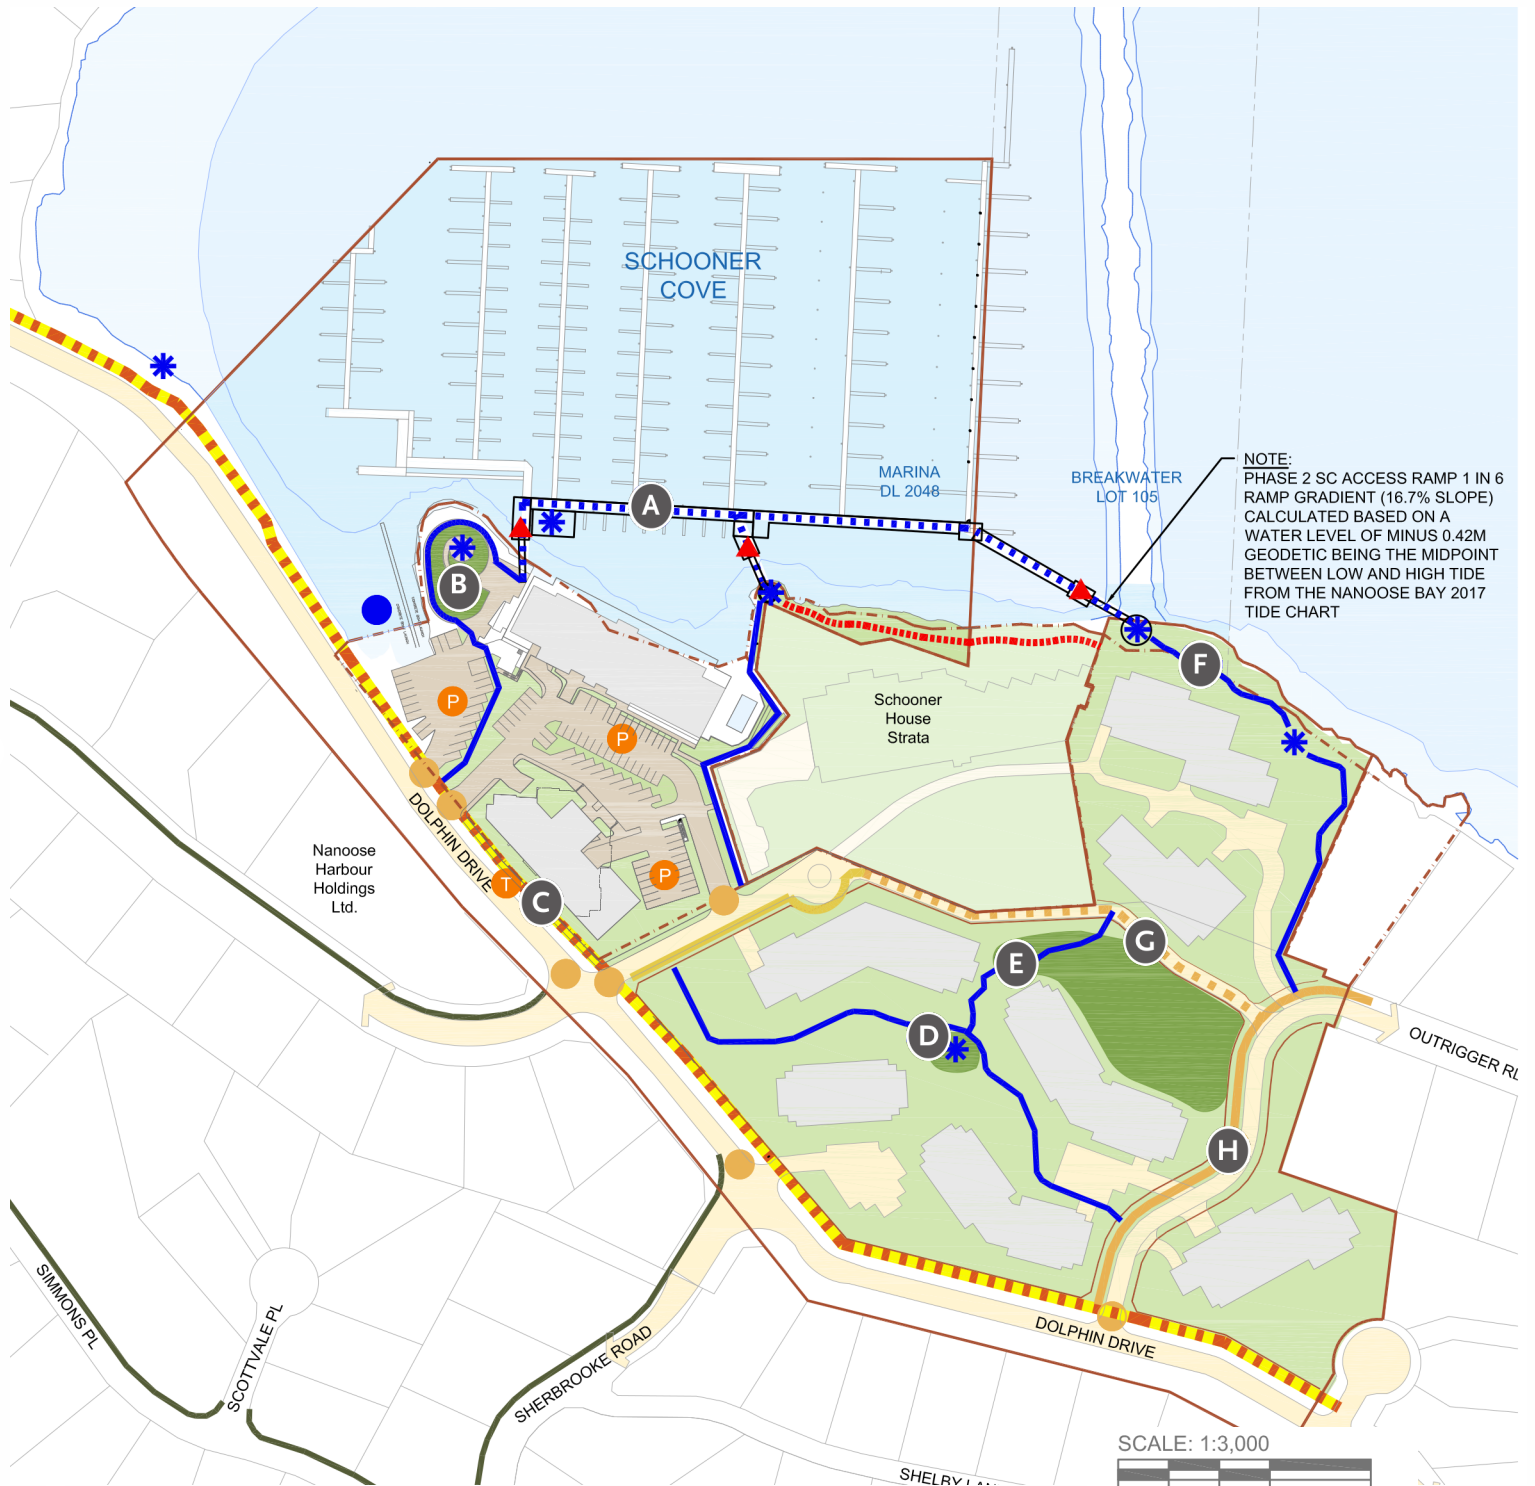 SCHOONER
COVE
MARINA
DL 2048
BREAKWATER
LOT 105
NOTE:
PHASE 2 SC ACCESS RAMP 1 IN 6
RAMP GRADIENT (16.7% SLOPE)
CALCULATED BASED ON A
WATER LEVEL OF MINUS 0.42M
GEODETIC BEING THE MIDPOINT
BETWEEN LOW AND HIGH TIDE
FROM THE NANOOSE BAY 2017
TIDE CHART
A
B
F
P
Schooner
House
Strata
P
DOLPHIN DRIVE
Nanoose
Harbour
Holdings
Ltd.
T
P
C
G
E
D
OUTRIGGER
H
SIMMONS PL
SCOTTVALE PL
SHERBROOKE ROAD
DOLPHIN DRIVE
SCALE: 1:3,000
SHELBY